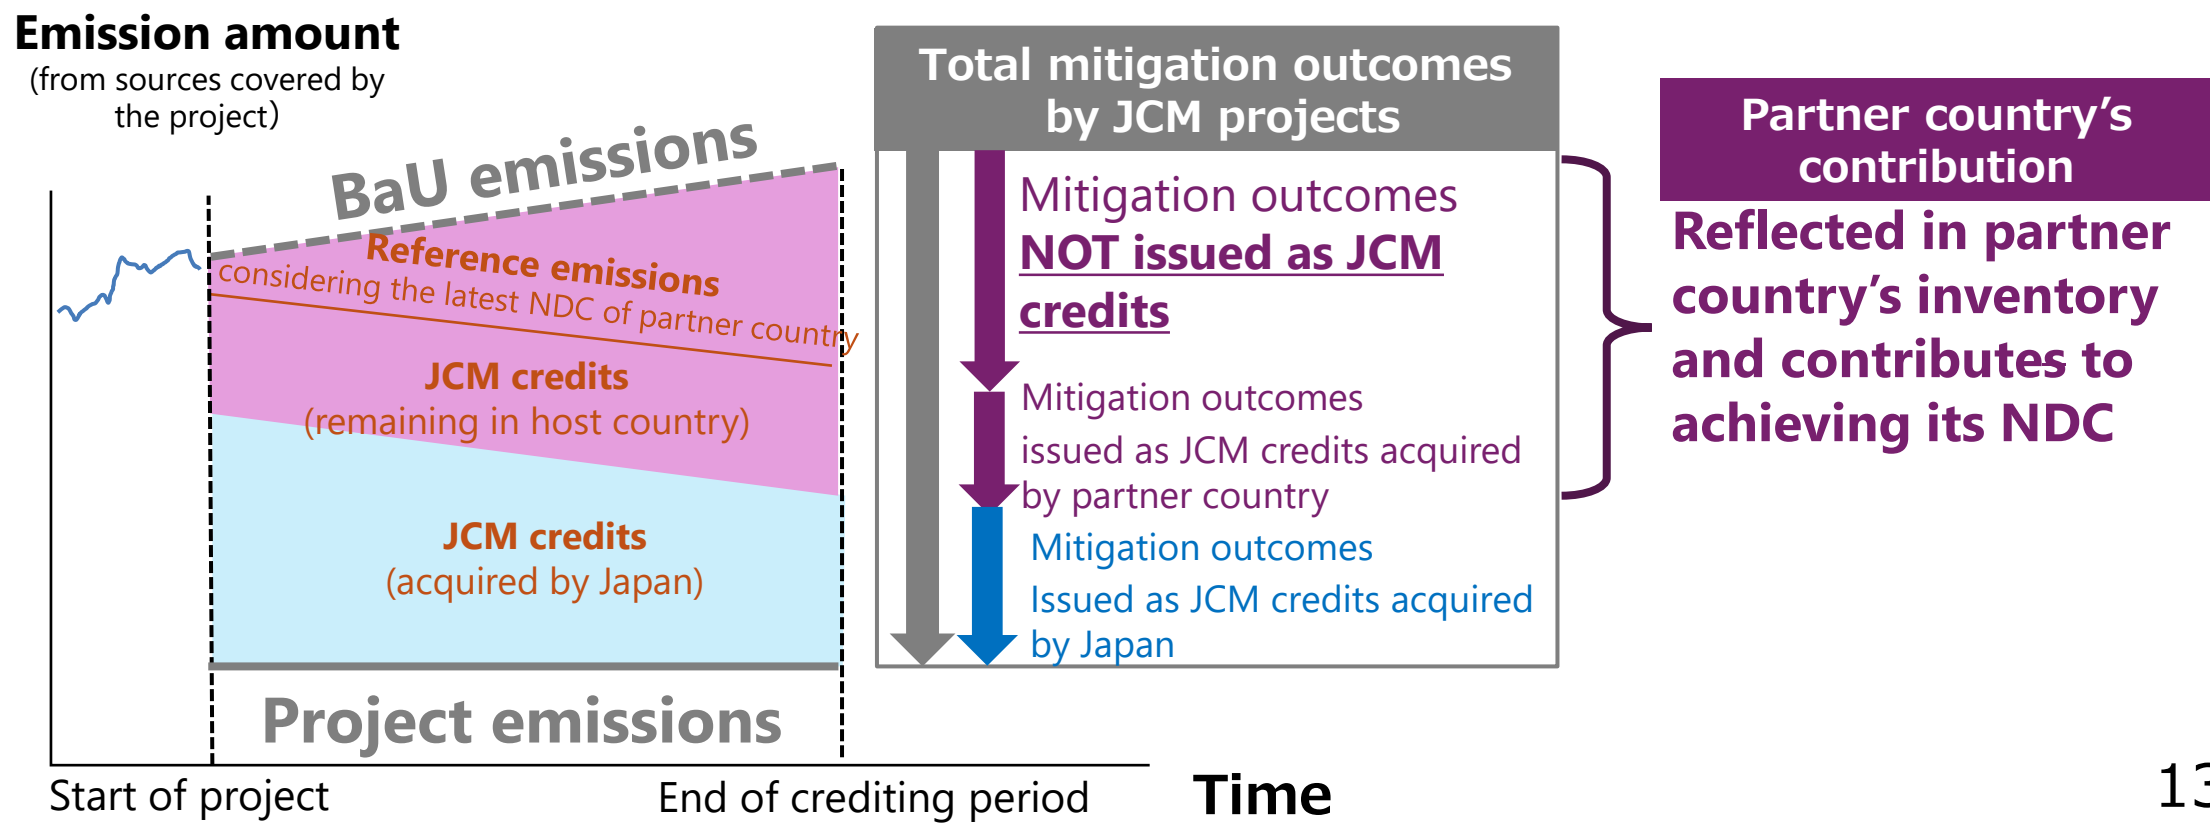 Emission amount
(from sources covered by
the project)
BaU emissions
Reference emissions
considering the latest NDC of partner country
JCM credits
(remaining in host country)
JCM credits
(acquired by Japan)
Project emissions
Start of project
End of crediting period
Time
Total mitigation outcomes
by JCM projects
Mitigation outcomes
NOT issued as JCM
credits
Mitigation outcomes
issued as JCM credits acquired
by partner country
Mitigation outcomes
Issued as JCM credits acquired
by Japan
Partner country’s
contribution
Reflected in partner
country’s inventory
and contributes to
achieving its NDC
13